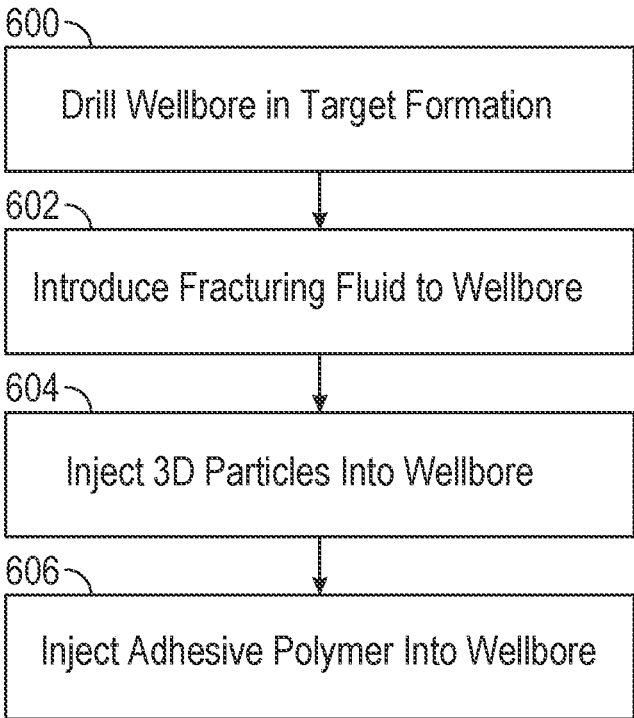 600
Drill Wellbore in Target Formation
602
Introduce Fracturing Fluid to Wellbore
604
Inject 3D Particles Into Wellbore
606
Inject Adhesive Polymer Into Wellbore